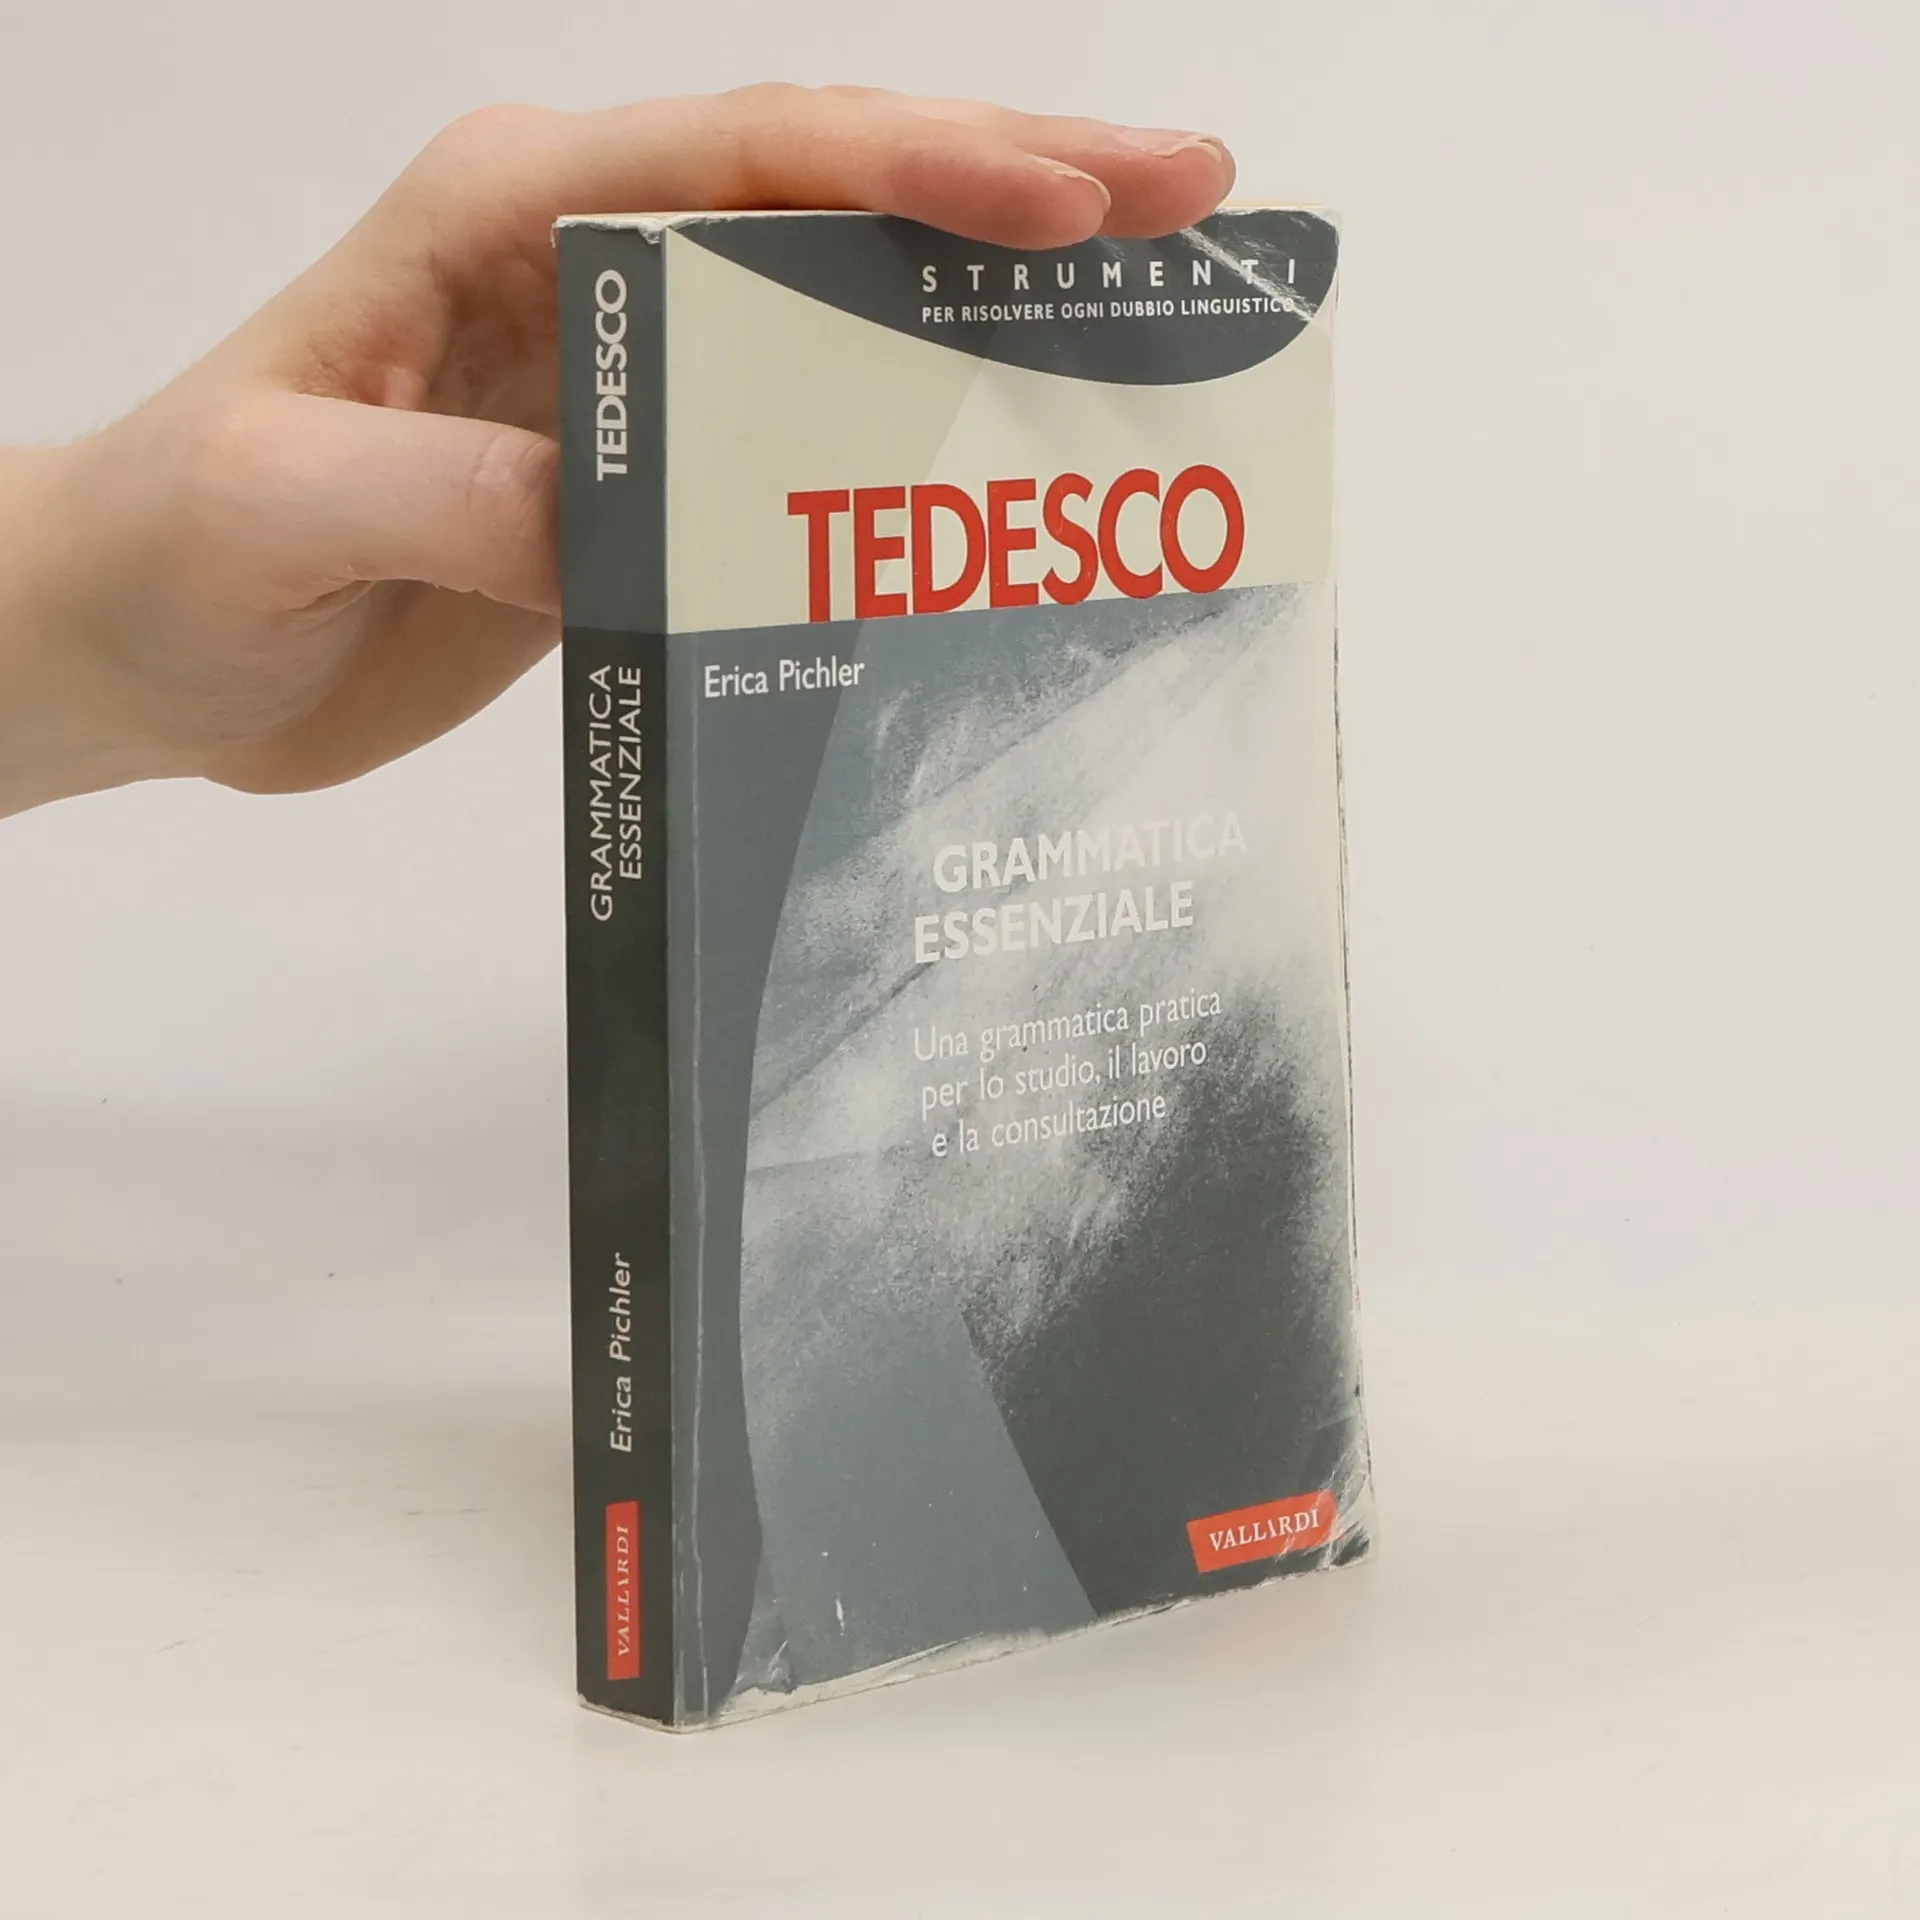 TEDESCO
GRAMMATICA
ESSENZIALE
Erica Pichler
VALLARDI
STRUMENTI
PER RISOLVERE OGNI DUBBIO LINGUISTICO
TEDESCO
Erica Pichler
GRAMMATICA
ESSENZIALE
Una grammatica pratica
per lo studio, il lavoro
e la consultazione
VALLARDI